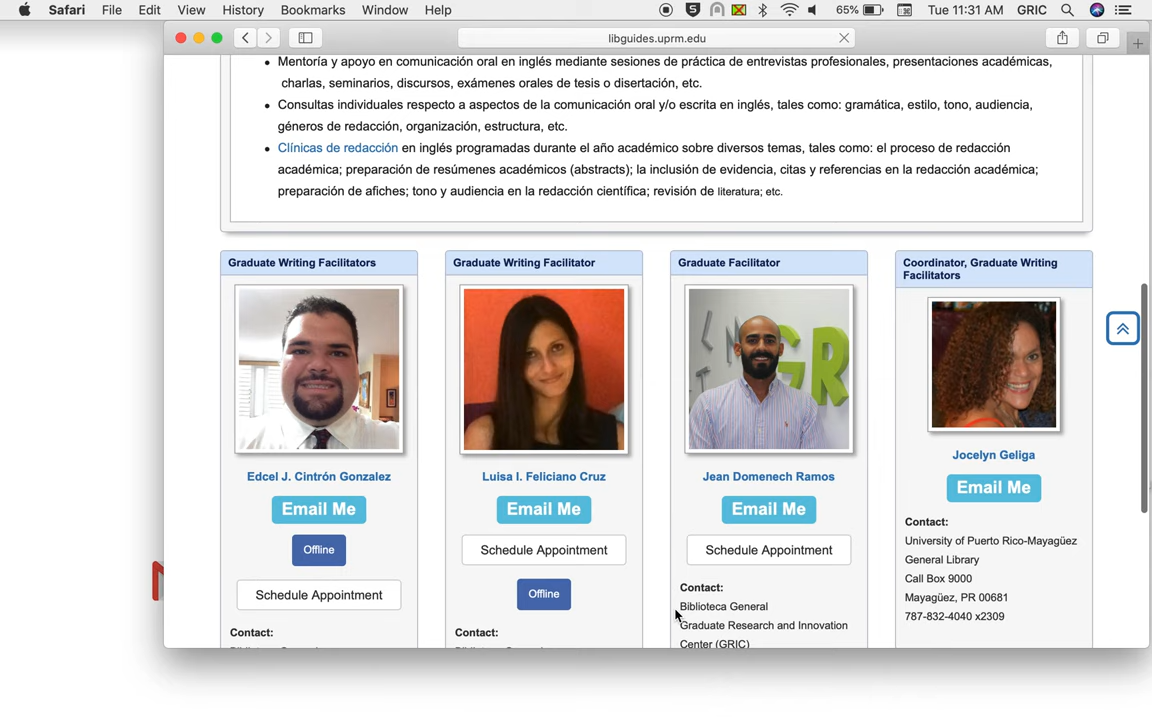 Safari File Edit View History Bookmarks Window Help 65% Tue 11:31 AM GRIC
libguides.uprm.edu
• Mentoría y apoyo en comunicación oral en inglés mediante sesiones de práctica de entrevistas profesionales, presentaciones académicas,
charlas, seminarios, discursos, exámenes orales de tesis o disertación, etc.
• Consultas individuales respecto a aspectos de la comunicación oral y/o escrita en inglés, tales como: gramática, estilo, tono, audiencia,
géneros de redacción, organización, estructura, etc.
• Clínicas de redacción en inglés programadas durante el año académico sobre diversos temas, tales como: el proceso de redacción
académica; preparación de resúmenes académicos (abstracts); la inclusión de evidencia, citas y referencias en la redacción académica;
preparación de afiches; tono y audiencia en la redacción científica; revisión de literatura; etc.
Graduate Writing Facilitators
Edcel J. Cintrón Gonzalez
Email Me
Offline
Schedule Appointment
Contact:
Graduate Writing Facilitator
Luisa I. Feliciano Cruz
Email Me
Schedule Appointment
Offline
Contact:
Graduate Facilitator
GR
Jean Domenech Ramos
Email Me
Schedule Appointment
Contact:
Biblioteca General
Graduate Research and Innovation
Center (GRIC)
Coordinator, Graduate Writing
Facilitators
Jocelyn Geliga
Email Me
Contact:
University of Puerto Rico-Mayagüez
General Library
Call Box 9000
Mayagüez, PR 00681
787-832-4040 x2309